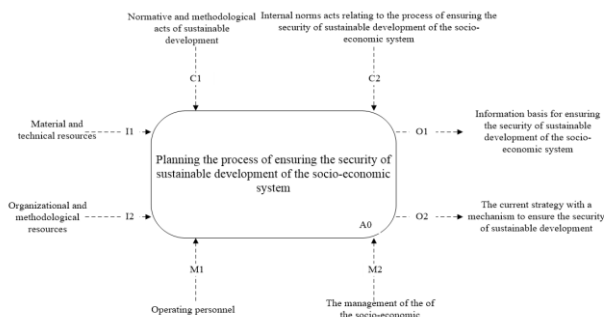 Normative and methodological
acts of sustainable
development
Internal norms acts relating to the process of ensuring the
security of sustainable development of the socio-
economic system
C1
C2
Material and
technical resources
I1
Organizational and
methodological
resources
I2
Planning the process of ensuring the security of
sustainable development of the socio-economic
system
A0
O1
Information basis for ensuring
the security of sustainable
development of the socio-
economic system
O2
The current strategy with a
mechanism to ensure the security
of sustainable development
M1
M2
Operating personnel
The management of the of
the socio-economic